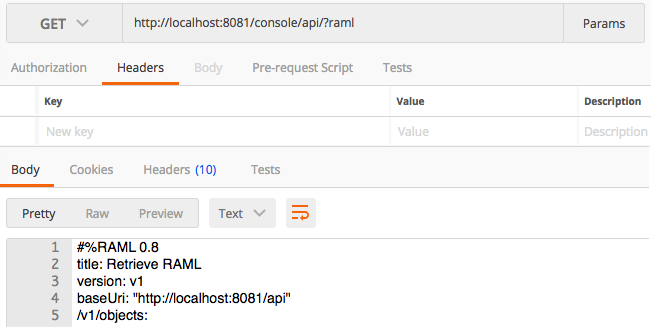 GET http://localhost:8081/console/api/?raml Params
Authorization Headers Body Pre-request Script Tests
Key Value Description
New key Value Description
Body Cookies Headers (10) Tests
Pretty Raw Preview Text
1 #%RAML 0.8
2 title: Retrieve RAML
3 version: v1
4 baseUri: "http://localhost:8081/api"
5 /v1/objects: